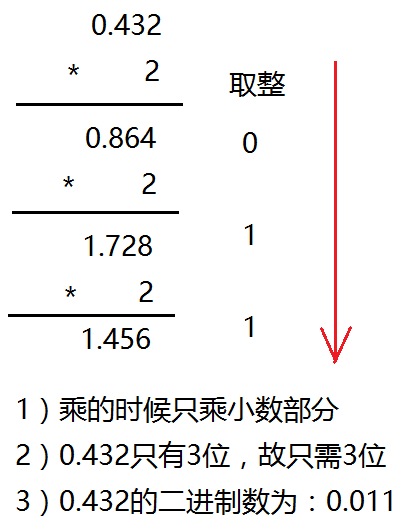 0.432
* 2
取整
0.864
0
* 2
1.728
1
* 2
1.456
1
1）乘的时候只乘小数部分
2）0.432只有3位，故只需3位
3）0.432的二进制数为：0.011